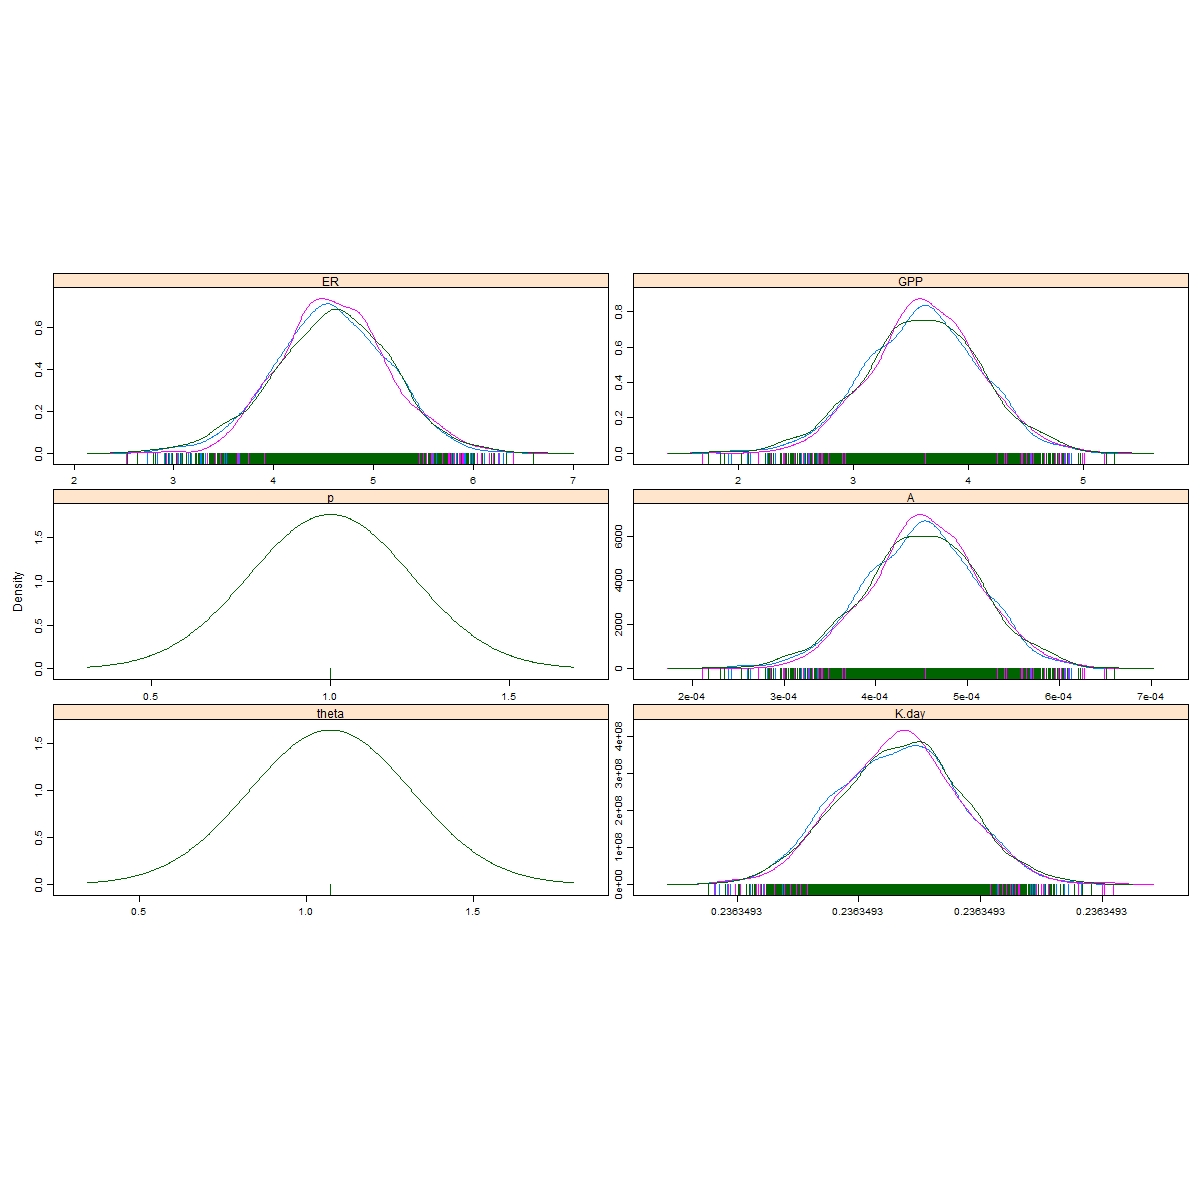 ER
GPP
0.0 0.2 0.4 0.6
0.0 0.2 0.4 0.6 0.8
2 3 4 5 6 7
2 3 4 5
p
A
0.0 0.5 1.0 1.5
0 2000 4000 6000
0.5 1.0 1.5
2e-04 3e-04 4e-04 5e-04 6e-04 7e-04
Density
theta
K.day
0.0 0.5 1.0 1.5
0e+00 1e+08 2e+08 3e+08 4e+08
0.5 1.0 1.5
0.2363493 0.2363493 0.2363493 0.2363493